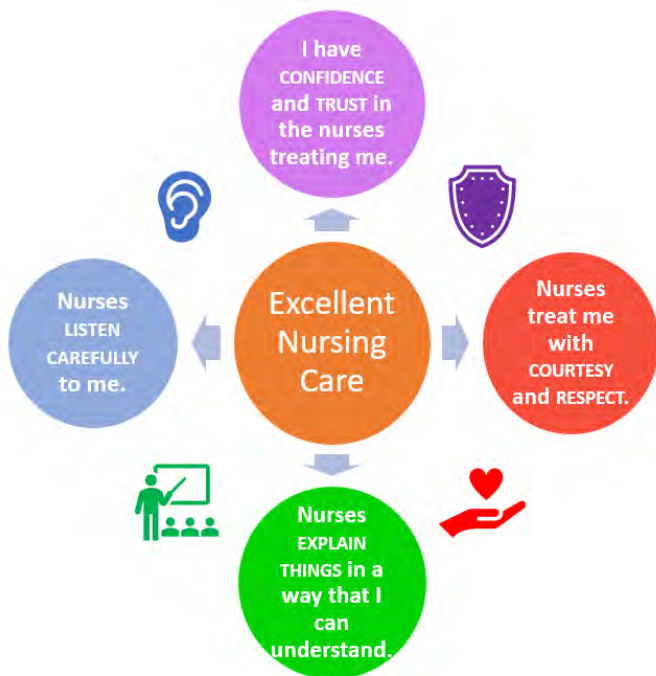 I have
CONFIDENCE
and TRUST in
the nurses
treating me.
Nurses
LISTEN
CAREFULLY
to me.
Excellent
Nursing
Care
Nurses
treat me
with
COURTESY
and RESPECT.
Nurses
EXPLAIN
THINGS in a
way that I
can
understand.